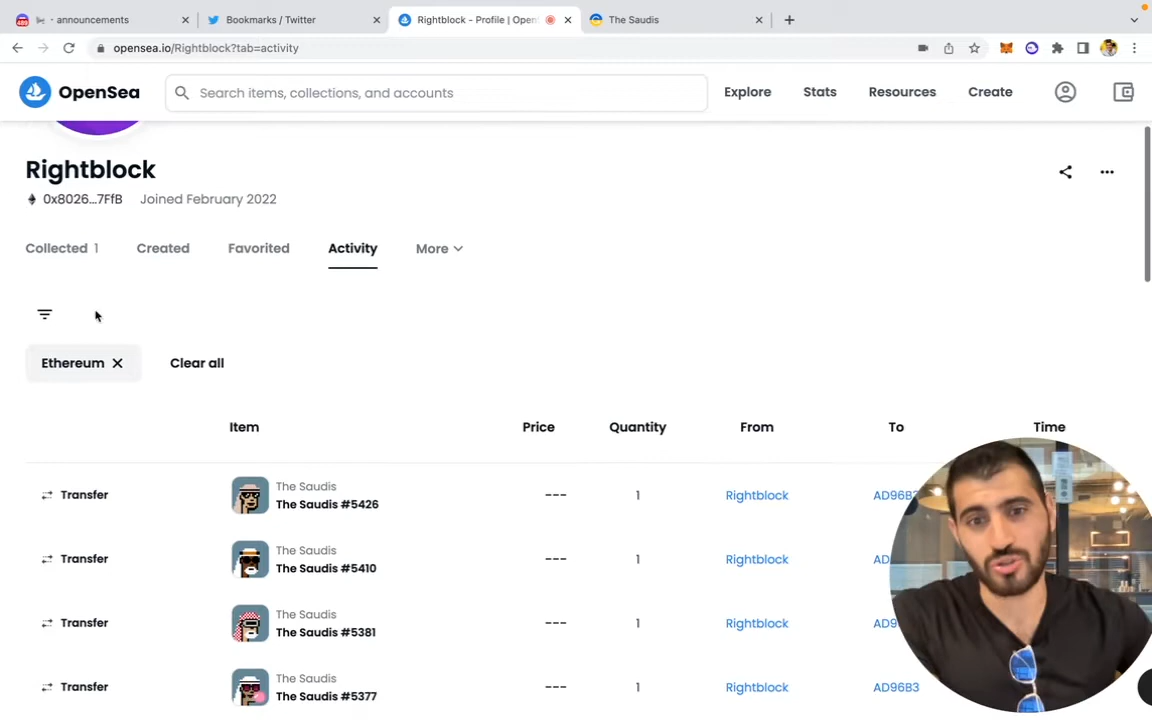 489
- announcements
Bookmarks / Twitter
Rightblock - Profile | Open
The Saudis
opensea.io/Rightblock?tab=activity
OpenSea
Search items, collections, and accounts
Explore
Stats
Resources
Create
Rightblock
0x8026...7FfB
Joined February 2022
Collected 1
Created
Favorited
Activity
More
Ethereum
Clear all
Item
Price
Quantity
From
To
Time
Transfer
The Saudis
The Saudis #5426
---
1
Rightblock
AD96B3
Transfer
The Saudis
The Saudis #5410
---
1
Rightblock
AD
Transfer
The Saudis
The Saudis #5381
---
1
Rightblock
AD9
Transfer
The Saudis
The Saudis #5377
---
1
Rightblock
AD96B3